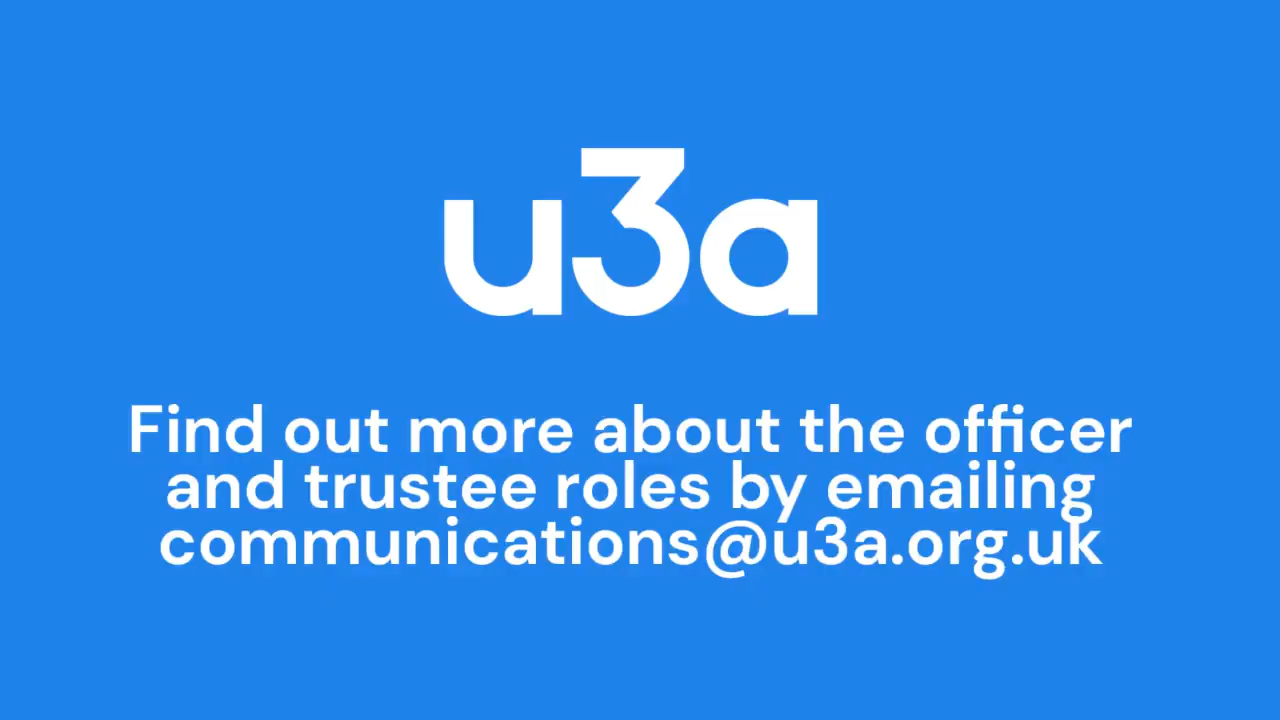 u3a
Find out more about the officer
and trustee roles by emailing
communications@u3a.org.uk